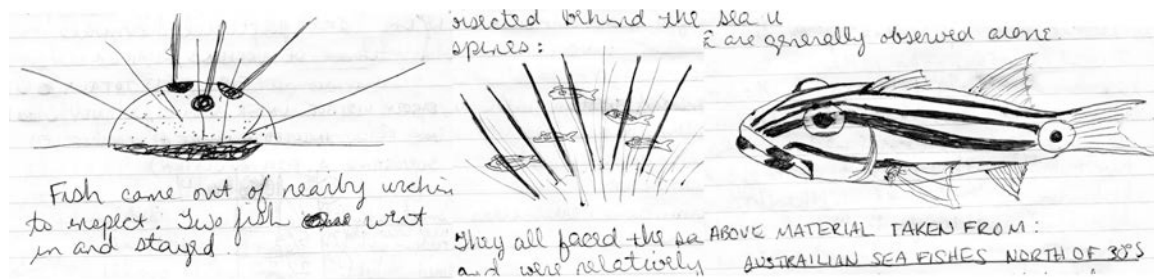 Fish came out of nearby urchin
to inspect. Two fish went
in and stayed.
behind the sea
spines:
They all faced the
and were relatively
are generally observed alone.
ABOVE MATERIAL TAKEN FROM:
AUSTRAILIAN SEA FISHES NORTH OF 30°S